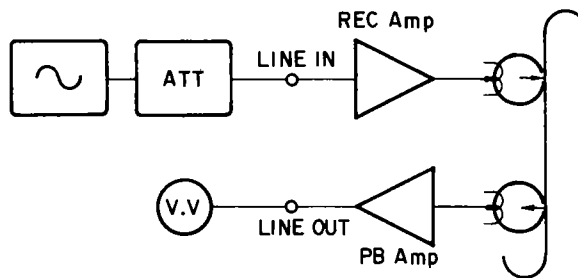 REC Amp
ATT
LINE IN
V.V
LINE OUT
PB Amp